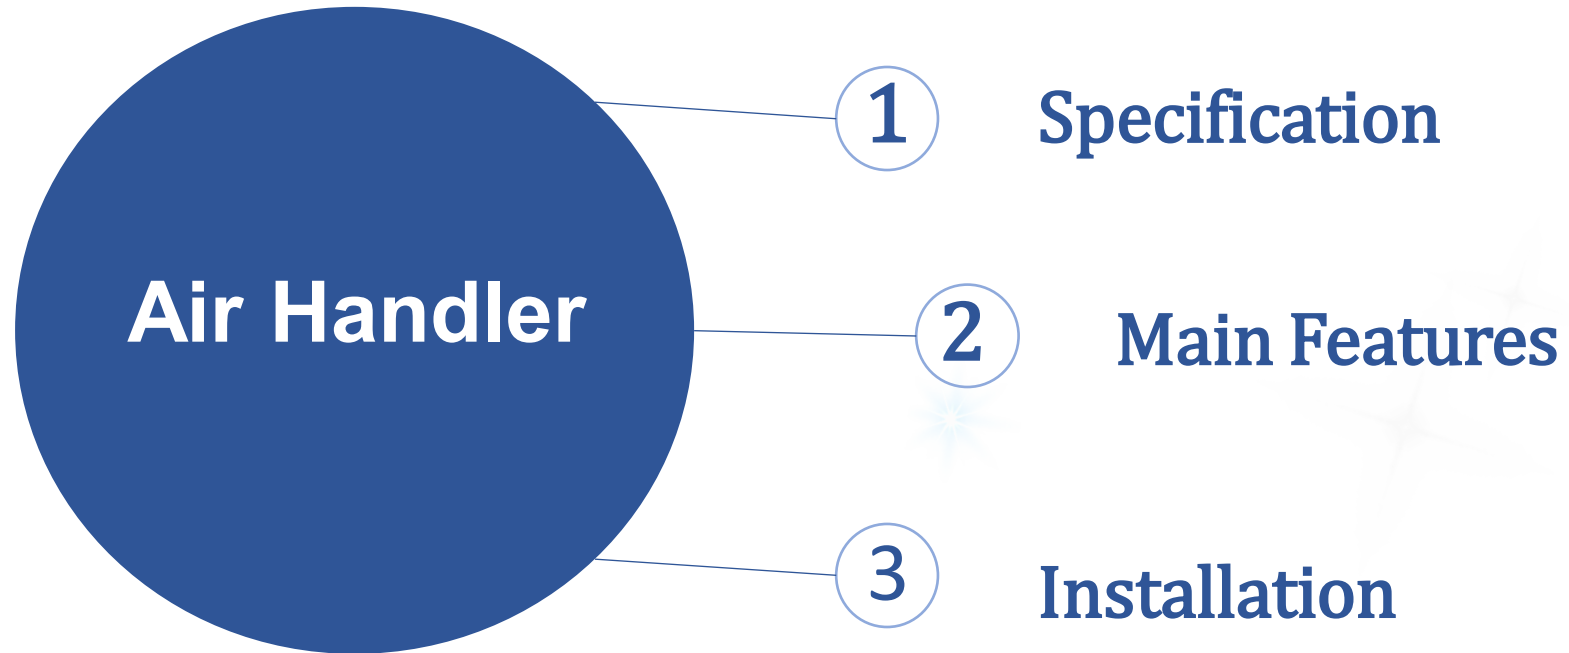 Air Handler
1 Specification
2 Main Features
3 Installation